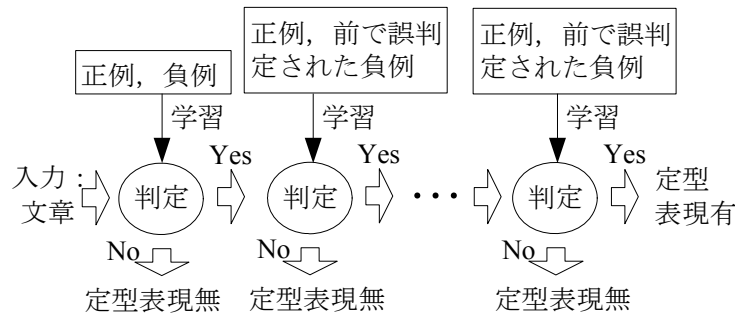 正例，負例
正例，前で誤判
定された負例
正例，前で誤判
定された負例
学習
学習
学習
Yes
Yes
Yes
入力：
文章
判定
判定
・・・
判定
定型
表現有
No
No
No
定型表現無
定型表現無
定型表現無